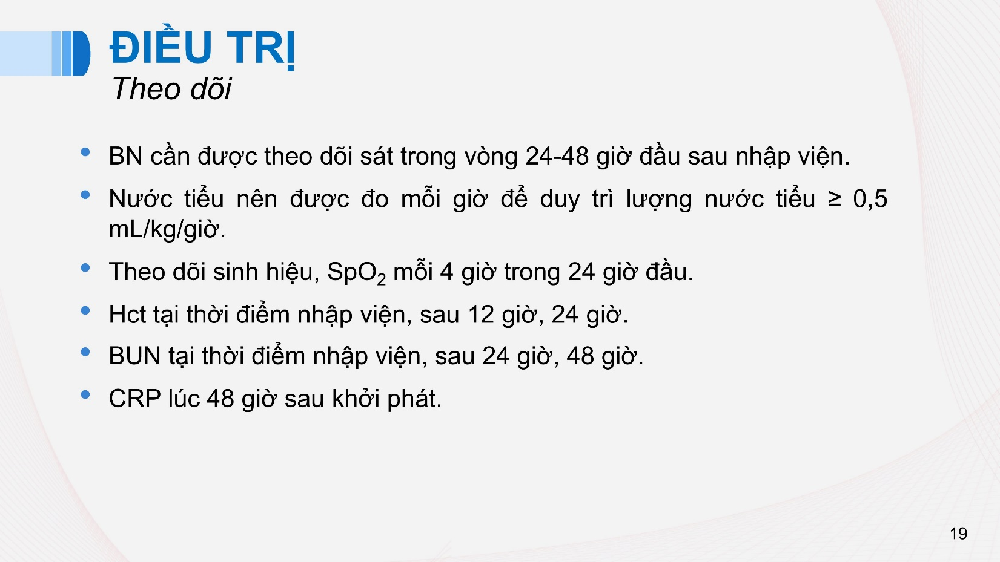 ĐIỀU TRỊ
Theo dõi
• BN cần được theo dõi sát trong vòng 24-48 giờ đầu sau nhập viện.
• Nước tiểu nên được đo mỗi giờ để duy trì lượng nước tiểu ≥ 0,5
mL/kg/giờ.
• Theo dõi sinh hiệu, SpO₂ mỗi 4 giờ trong 24 giờ đầu.
• Hct tại thời điểm nhập viện, sau 12 giờ, 24 giờ.
• BUN tại thời điểm nhập viện, sau 24 giờ, 48 giờ.
• CRP lúc 48 giờ sau khởi phát.
19